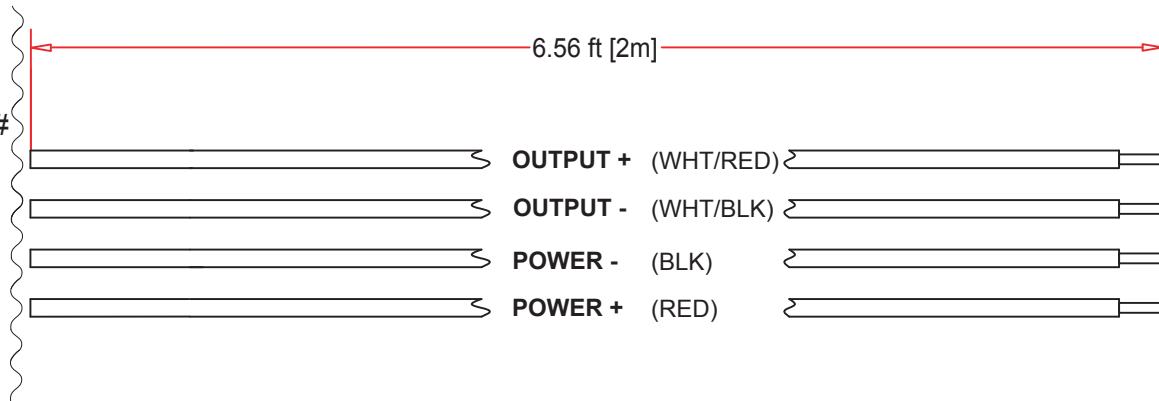 6.56 ft [2m]
#
OUTPUT + (WHT/RED)
OUTPUT - (WHT/BLK)
POWER - (BLK)
POWER + (RED)